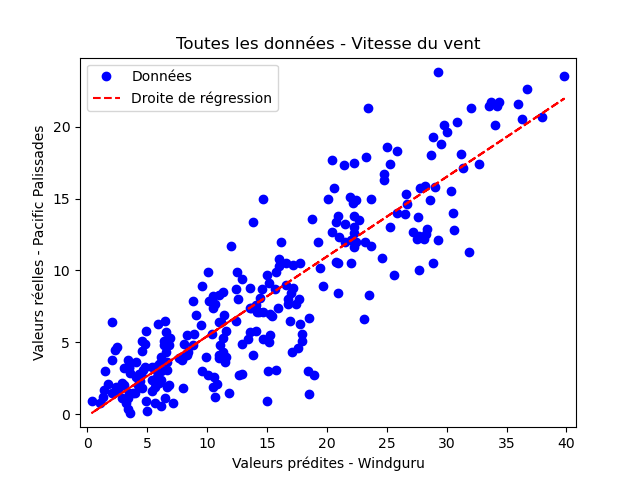 Toutes les données - Vitesse du vent
Données
Droite de régression
Valeurs réelles - Pacific Palissades
20
15
10
5
0
0 5 10 15 20 25 30 35 40
Valeurs prédites - Windguru